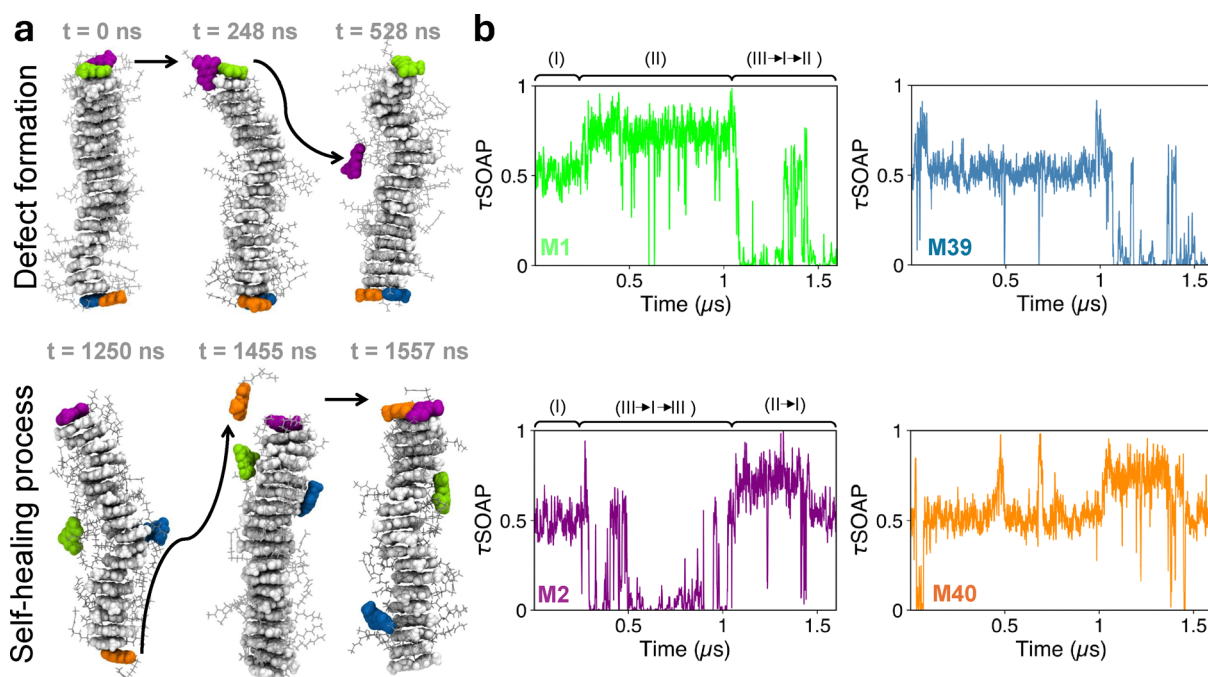 a
Defect formation
t = 0 ns
t = 248 ns
t = 528 ns
Self-healing process
t = 1250 ns
t = 1455 ns
t = 1557 ns
b
(I)
(II)
(III→I→II )
τSOAP
1
0.5
0
M1
0.5
1
1.5
Time (μs)
τSOAP
1
0.5
0
M39
0.5
1
1.5
Time (μs)
(I)
(III→I→III )
(II→I)
τSOAP
1
0.5
0
M2
0.5
1
1.5
Time (μs)
τSOAP
1
0.5
0
M40
0.5
1
1.5
Time (μs)